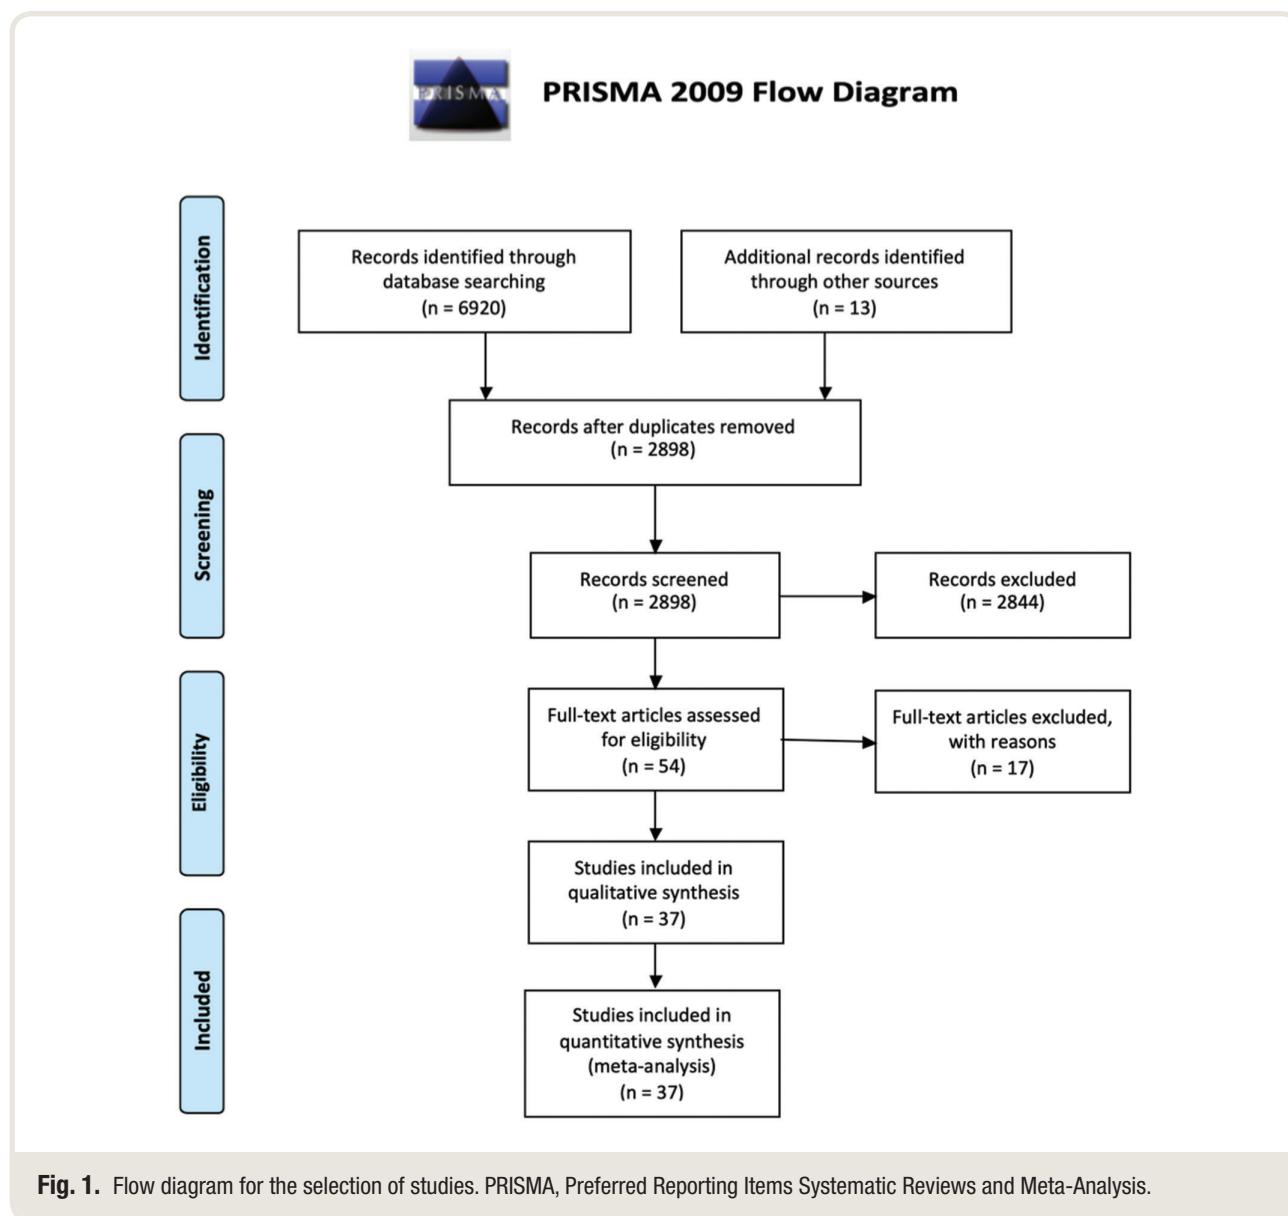 PRISMA
PRISMA 2009 Flow Diagram
Identification
Records identified through
database searching
(n = 6920)
Additional records identified
through other sources
(n = 13)
Records after duplicates removed
(n = 2898)
Screening
Records screened
(n = 2898)
Records excluded
(n = 2844)
Eligibility
Full-text articles assessed
for eligibility
(n = 54)
Full-text articles excluded,
with reasons
(n = 17)
Studies included in
qualitative synthesis
(n = 37)
Included
Studies included in
quantitative synthesis
(meta-analysis)
(n = 37)
Fig. 1. Flow diagram for the selection of studies. PRISMA, Preferred Reporting Items Systematic Reviews and Meta-Analysis.